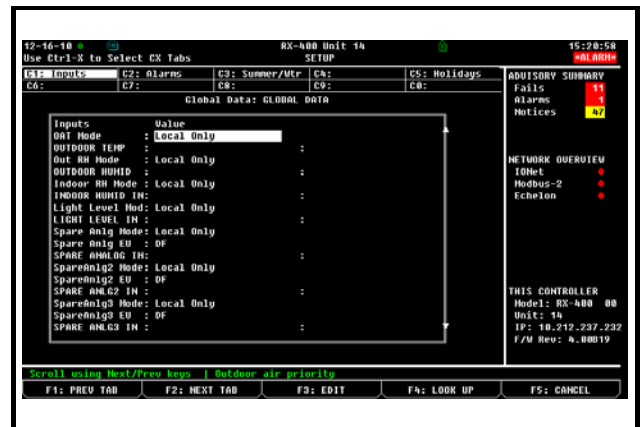 12-16-10 RX-400 Unit 14 15:20:58
Use Ctrl-X to Select CX Tabs SETUP *ALARM*
C1: Inputs C2: Alarms C3: Summer/Wtr C4: C5: Holidays
C6: C7: C8: C9: C0:
Global Data: GLOBAL DATA
Inputs Value
OAT Mode : Local Only
OUTDOOR TEMP : :
Out RH Mode : Local Only
OUTDOOR HUMID : :
Indoor RH Mode : Local Only
INDOOR HUMID IN: :
Light Level Mod: Local Only
LIGHT LEVEL IN : :
Spare Anlg Mode: Local Only
Spare Anlg EU : DF
SPARE ANALOG IN: :
SpareAnlg2 Mode: Local Only
SpareAnlg2 EU : DF
SPARE ANLG2 IN : :
SpareAnlg3 Mode: Local Only
SpareAnlg3 EU : DF
SPARE ANLG3 IN : :
ADVISORY SUMMARY
Fails 11
Alarms 1
Notices 47
NETWORK OVERVIEW
IONet
Modbus-2
Echelon
THIS CONTROLLER
Model: RX-400 00
Unit: 14
IP: 10.212.237.232
F/W Rev: 4.00B19
Scroll using Next/Prev keys | Outdoor air priority
F1: PREV TAB F2: NEXT TAB F3: EDIT F4: LOOK UP F5: CANCEL